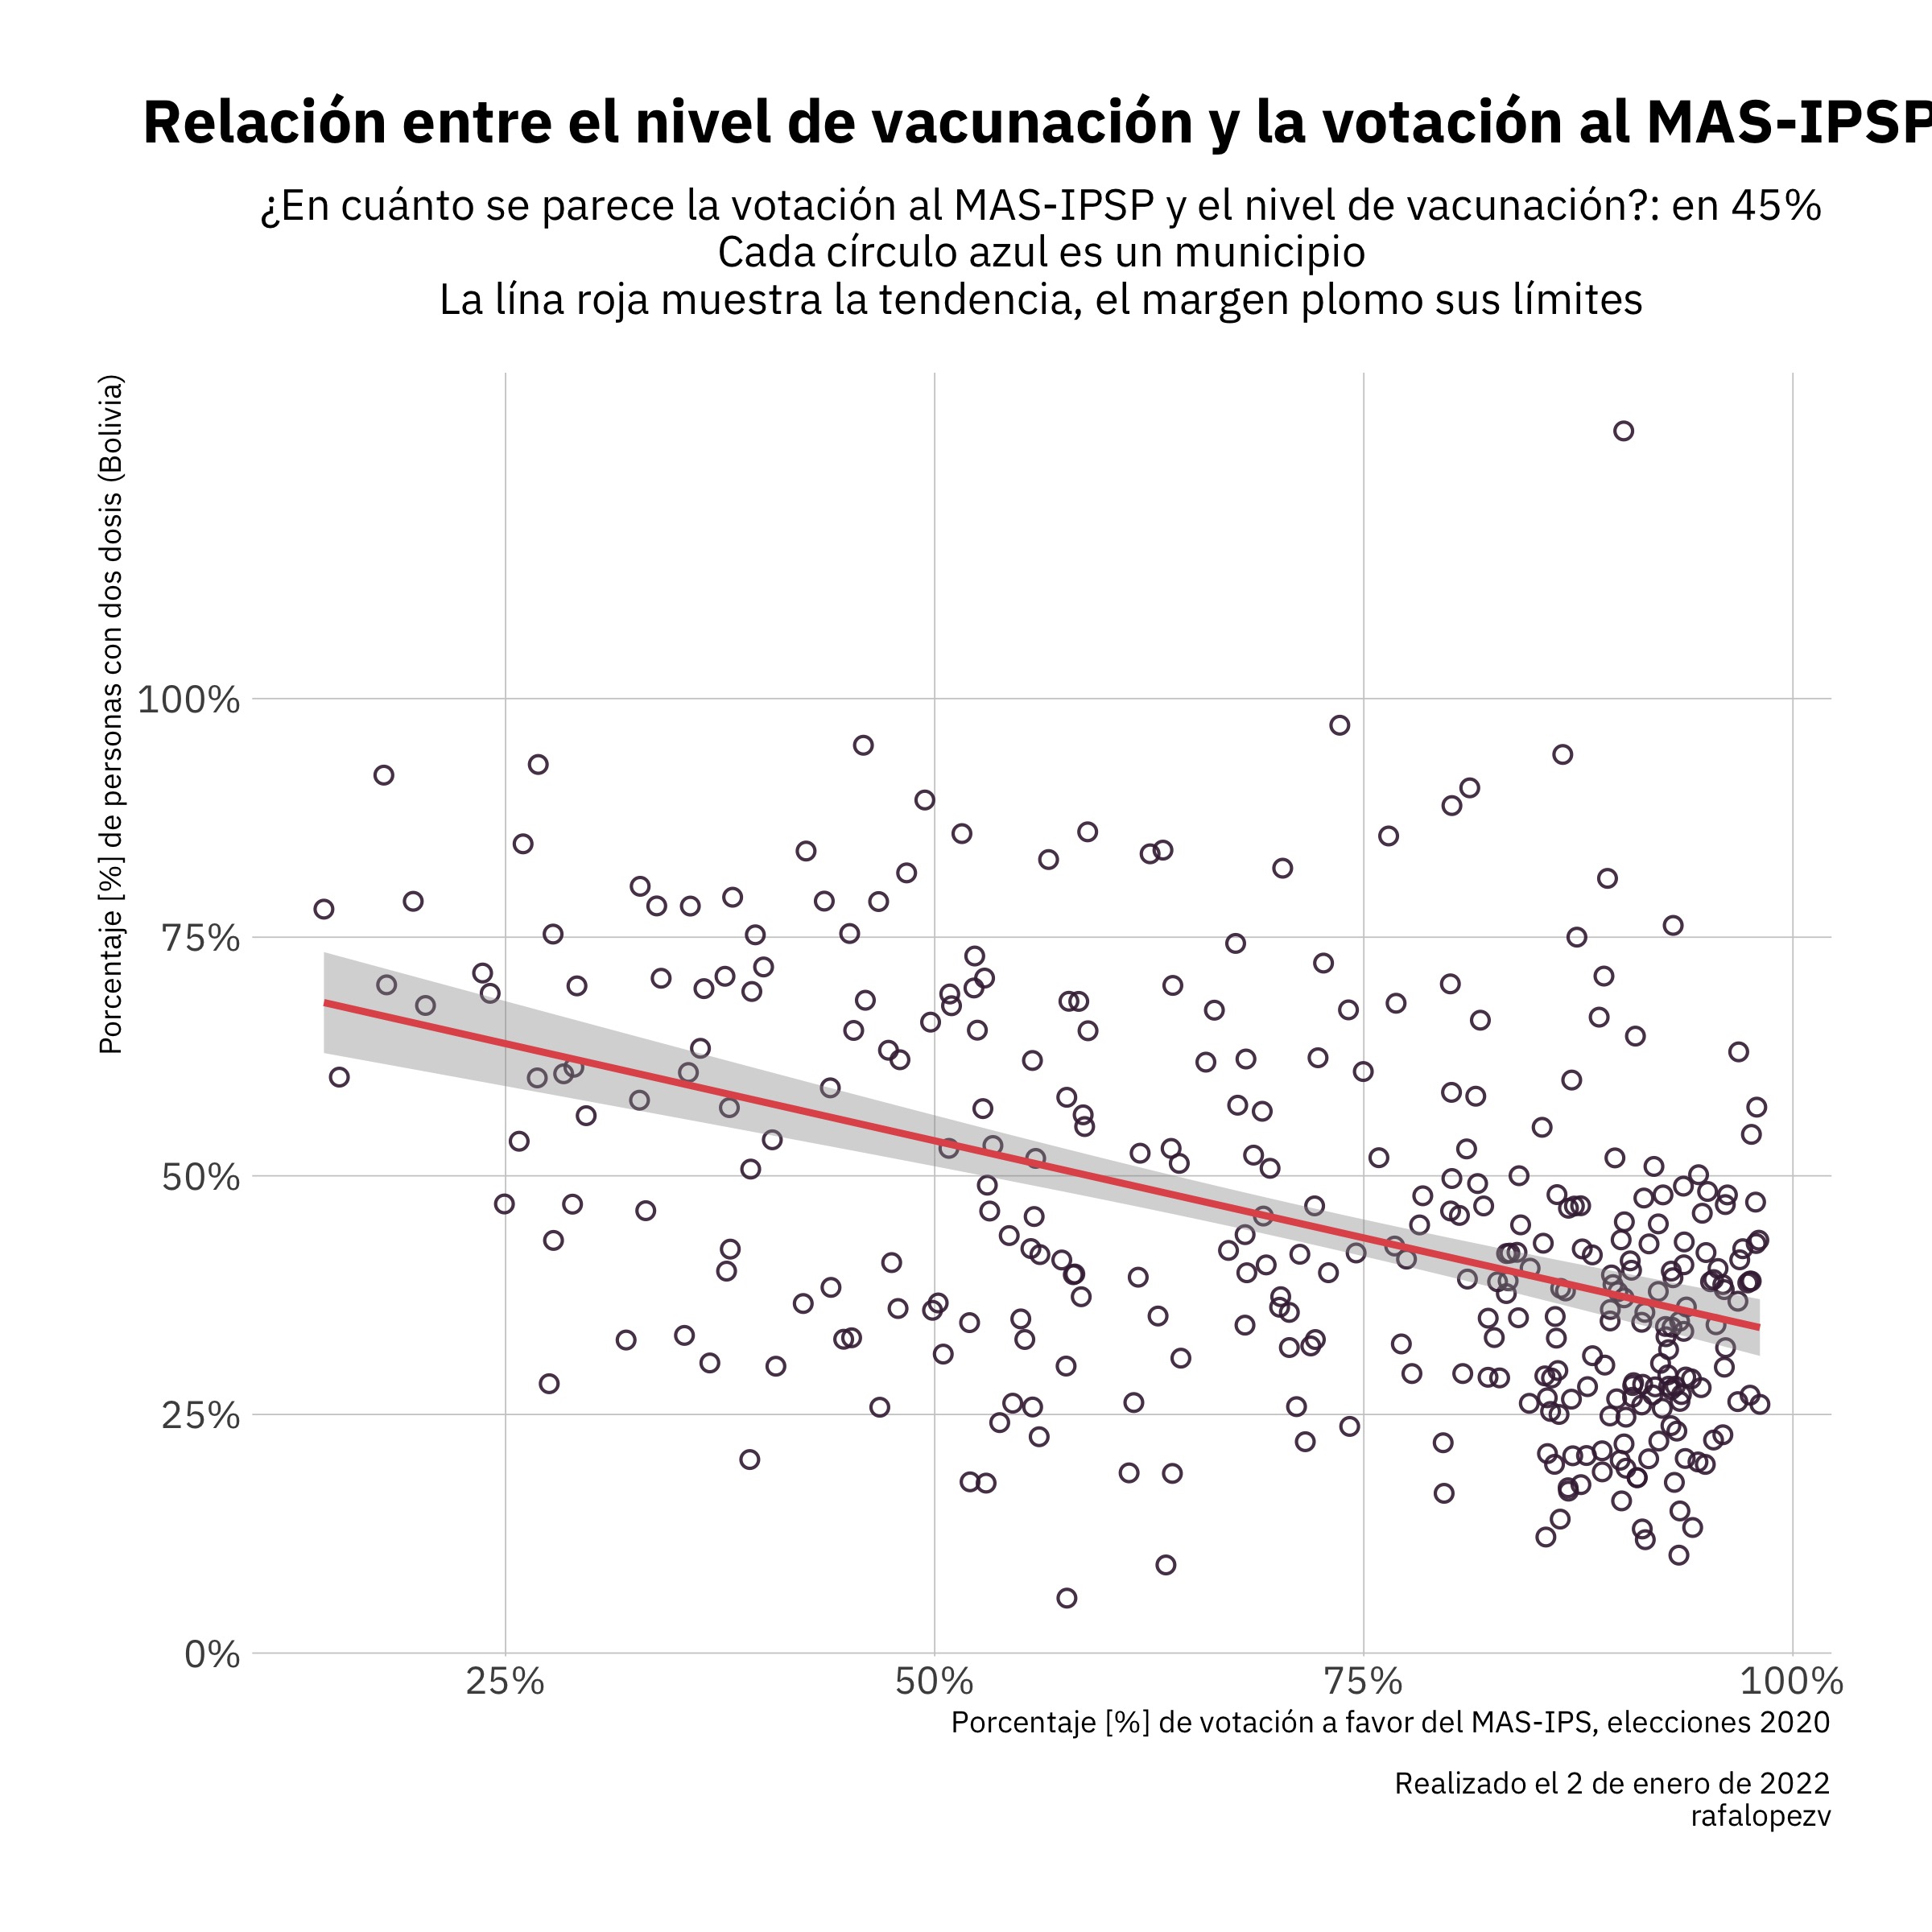 Relación entre el nivel de vacunación y la votación al MAS-IPSP
¿En cuánto se parece la votación al MAS-IPSP y el nivel de vacunación?: en 45%
Cada círculo azul es un municipio
La lína roja muestra la tendencia, el margen plomo sus límites
Porcentaje [%] de personas con dos dosis (Bolivia)
100%
75%
50%
25%
0%
25%
50%
75%
100%
Porcentaje [%] de votación a favor del MAS-IPS, elecciones 2020
Realizado el 2 de enero de 2022
rafalopezv